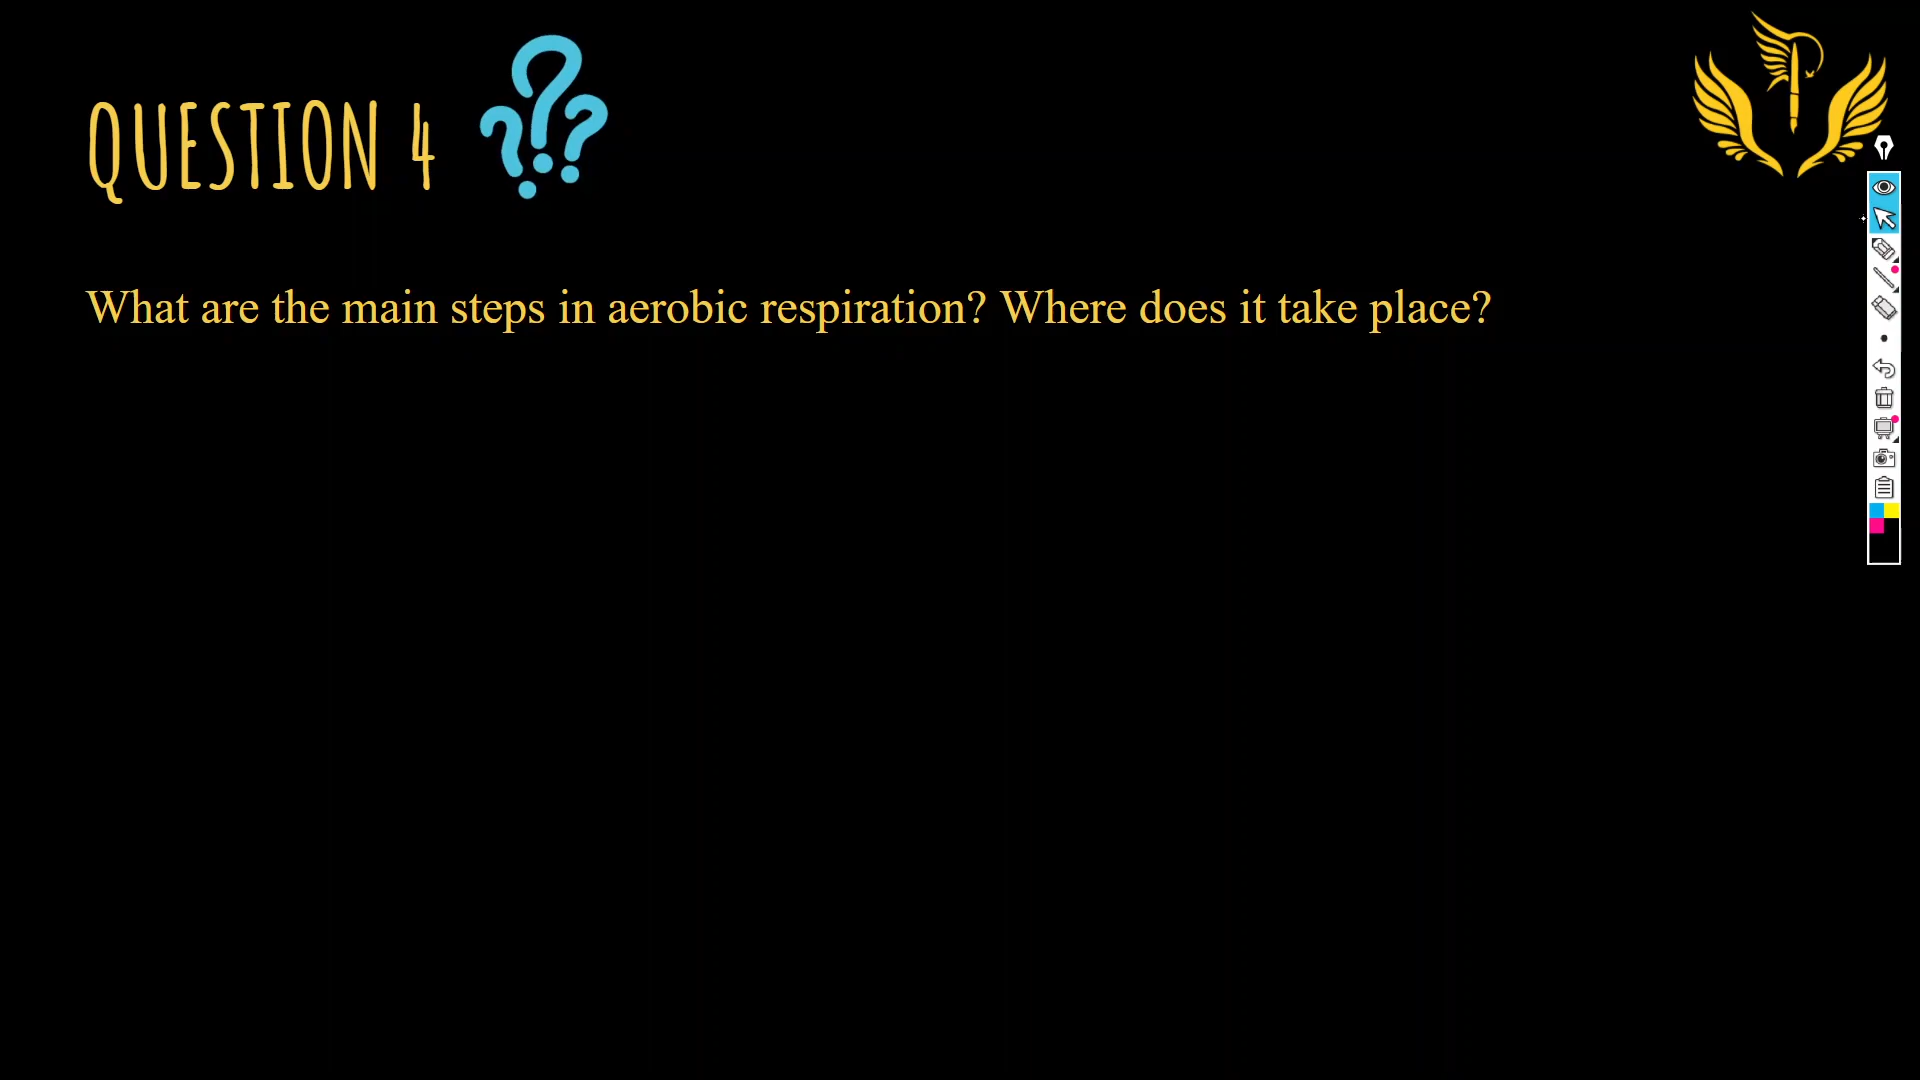 QUESTION 4
What are the main steps in aerobic respiration? Where does it take place?